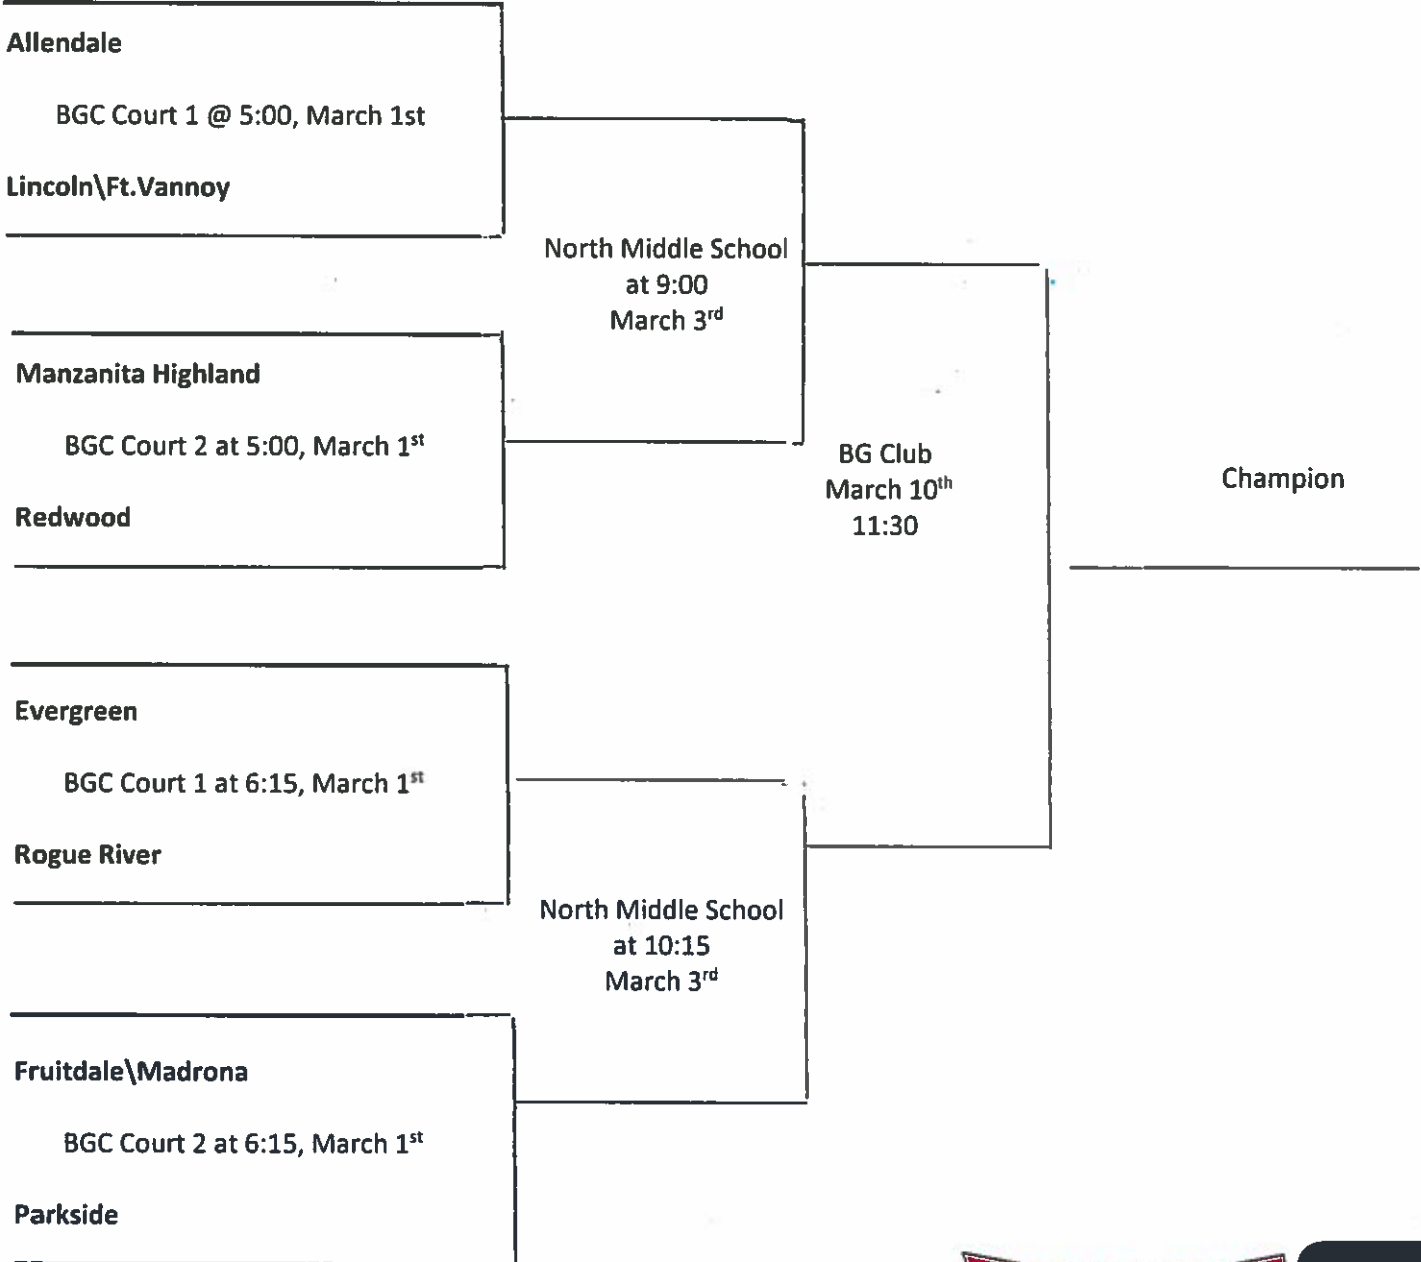 Allendale
BGC Court 1 @ 5:00, March 1st
Lincoln\Ft.Vannoy
North Middle School
at 9:00
March 3rd
Manzanita Highland
BGC Court 2 at 5:00, March 1st
Redwood
BG Club
March 10th
11:30
Champion
Evergreen
BGC Court 1 at 6:15, March 1st
Rogue River
North Middle School
at 10:15
March 3rd
Fruitdale\Madrona
BGC Court 2 at 6:15, March 1st
Parkside